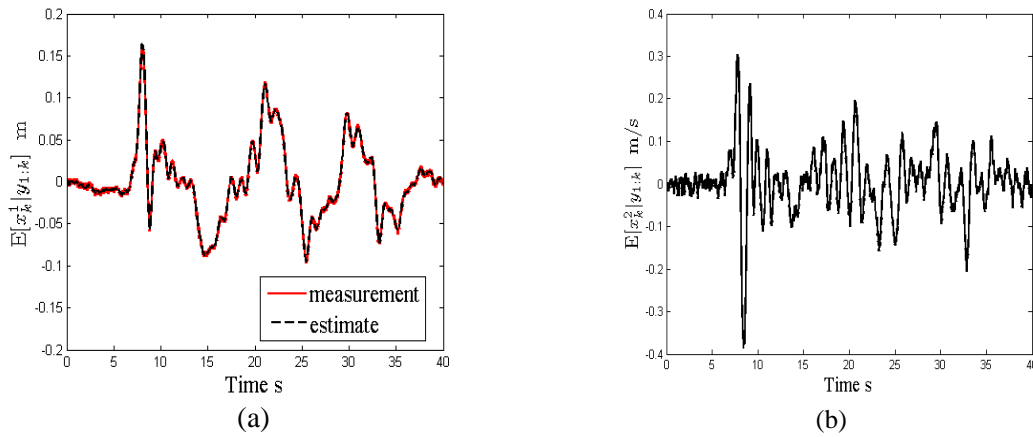 0.2
0.15
0.1
0.05
0
-0.05
-0.1
-0.15
-0.2
E[x_k^1|y_{1:k}] m
0 5 10 15 20 25 30 35 40
Time s
measurement
estimate
(a)
0.4
0.3
0.2
0.1
0
-0.1
-0.2
-0.3
-0.4
E[x_k^2|y_{1:k}] m/s
0 5 10 15 20 25 30 35 40
Time s
(b)